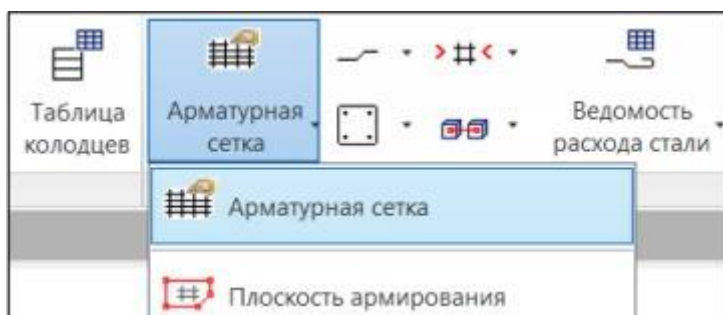 Таблица
колодцев
Арматурная
сетка
Ведомость
расхода стали
Арматурная сетка
Плоскость армирования